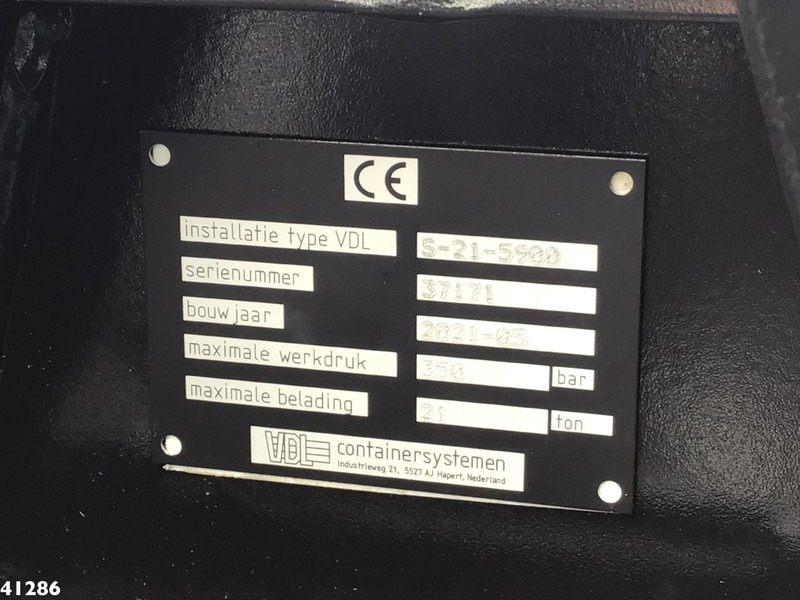 CE
installatie type VDL S-21-5900
serienummer 37171
bouwjaar 2021-05
maximale werkdruk 350 bar
maximale belading 21 ton
VDL containersystemen
Industrieweg 21, 5527 AJ Hapert, Nederland
41286